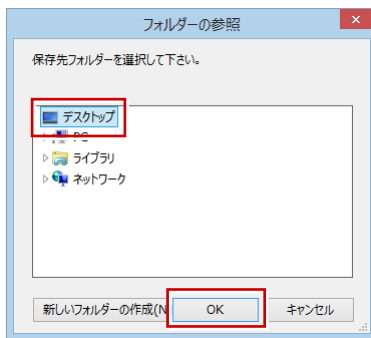 フォルダーの参照
保存先フォルダーを選択して下さい。
デスクトップ
PC
ライブラリ
ネットワーク
新しいフォルダーの作成(N
OK
キャンセル